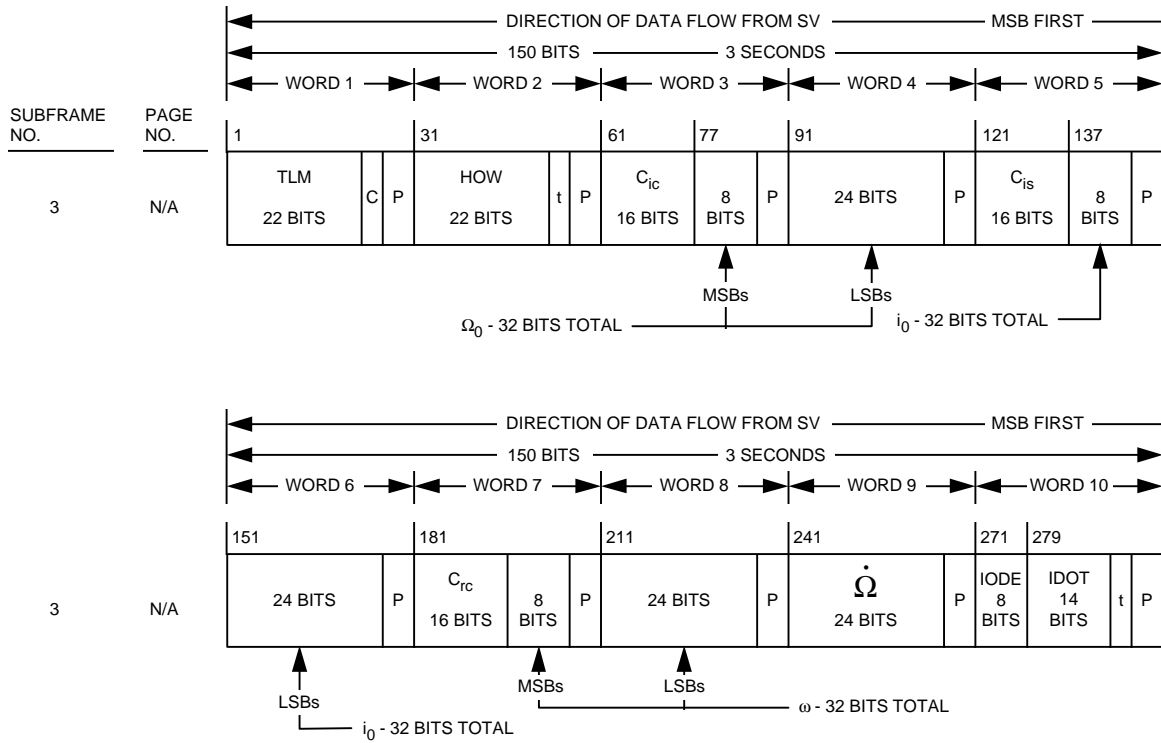 DIRECTION OF DATA FLOW FROM SV MSB FIRST
150 BITS 3 SECONDS
WORD 1 WORD 2 WORD 3 WORD 4 WORD 5
SUBFRAME NO. PAGE NO.
1 31 61 77 91 121 137
3 N/A
TLM 22 BITS C P
HOW 22 BITS t P
Cic 16 BITS 8 BITS P
24 BITS P
Cis 16 BITS 8 BITS P
MSBs LSBs
Ω0 - 32 BITS TOTAL i0 - 32 BITS TOTAL
DIRECTION OF DATA FLOW FROM SV MSB FIRST
150 BITS 3 SECONDS
WORD 6 WORD 7 WORD 8 WORD 9 WORD 10
151 181 211 241 271 279
3 N/A
24 BITS P
Crc 16 BITS 8 BITS P
24 BITS P
Ω̇ 24 BITS P
IODE 8 BITS IDOT 14 BITS t P
LSBs MSBs LSBs
i0 - 32 BITS TOTAL ω - 32 BITS TOTAL